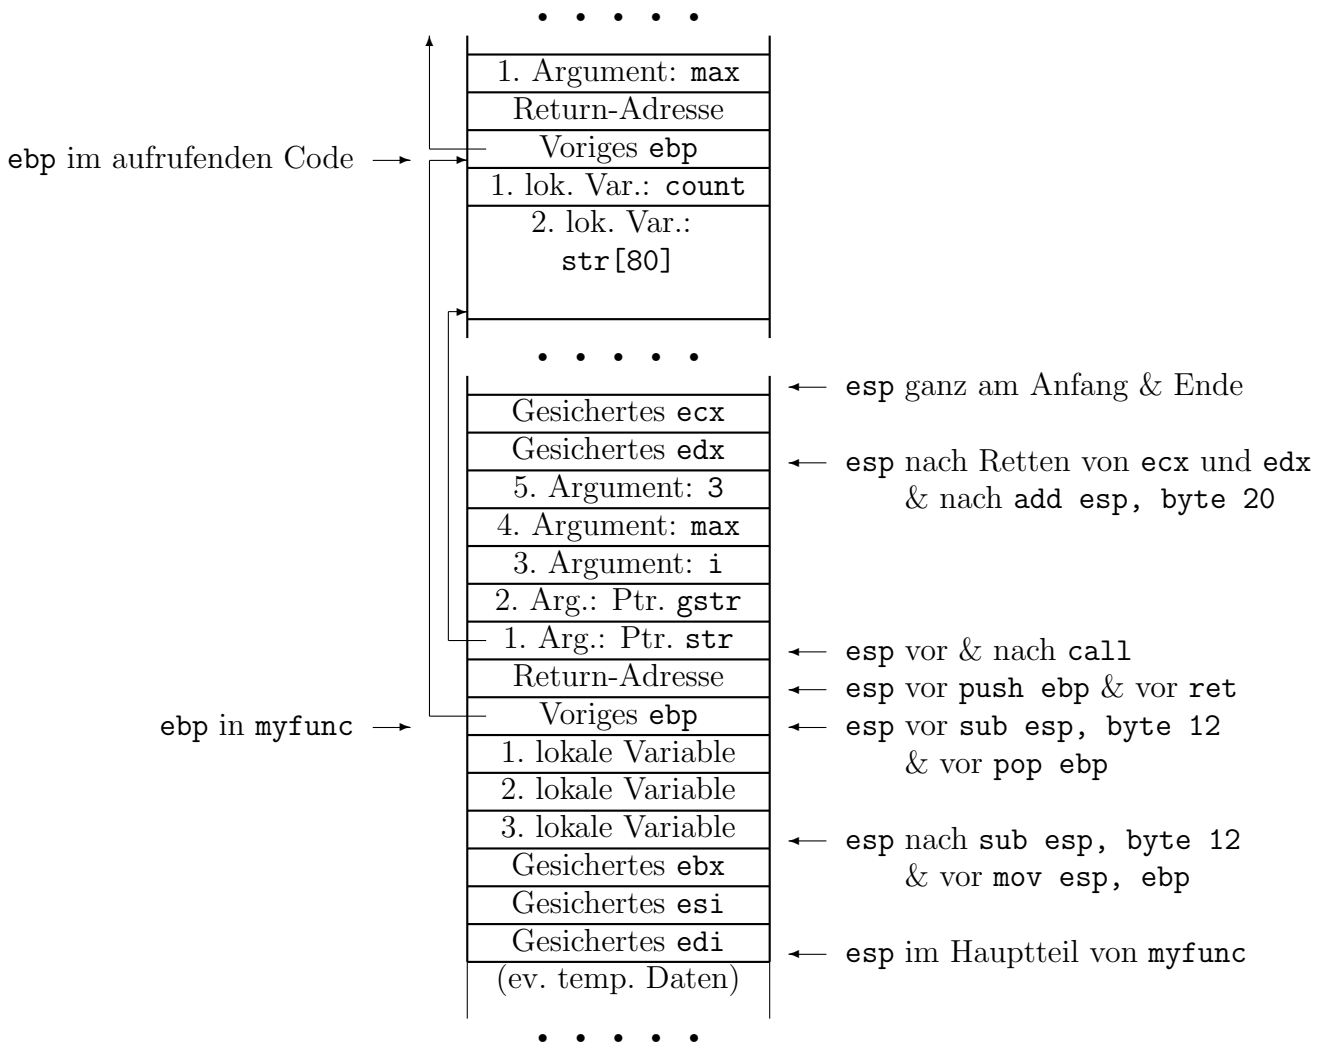 1. Argument: max
Return-Adresse
Voriges ebp
ebp im aufrufenden Code
1. lok. Var.: count
2. lok. Var.:
str[80]
esp ganz am Anfang & Ende
Gesichertes ecx
Gesichertes edx
esp nach Retten von ecx und edx
5. Argument: 3
& nach add esp, byte 20
4. Argument: max
3. Argument: i
2. Arg.: Ptr. gstr
1. Arg.: Ptr. str
esp vor & nach call
Return-Adresse
esp vor push ebp & vor ret
Voriges ebp
ebp in myfunc
esp vor sub esp, byte 12
1. lokale Variable
& vor pop ebp
2. lokale Variable
3. lokale Variable
esp nach sub esp, byte 12
Gesichertes ebx
& vor mov esp, ebp
Gesichertes esi
Gesichertes edi
esp im Hauptteil von myfunc
(ev. temp. Daten)